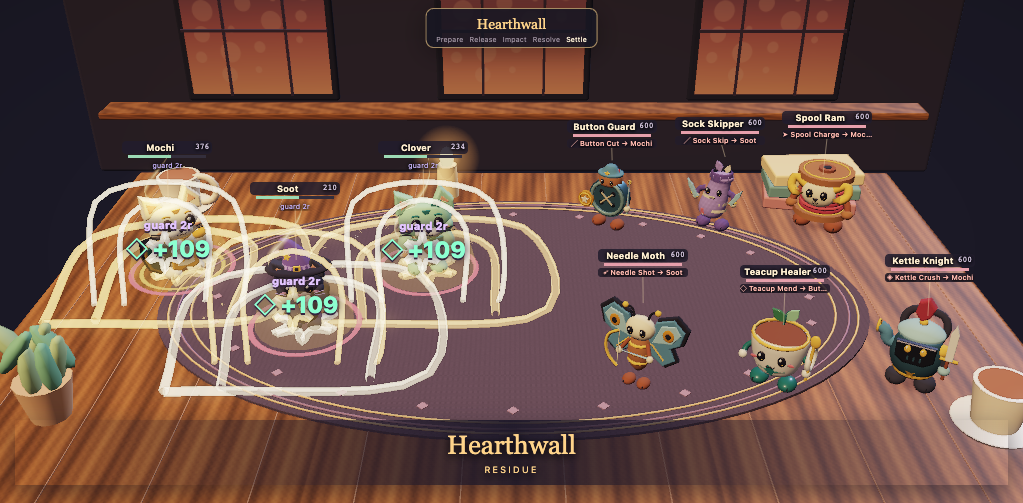 Hearthwall
Prepare Release Impact Resolve Settle
Mochi 376
guard 2r
Clover 234
guard 2r
Soot 210
guard 2r
Button Guard 600
Button Cut → Mochi
Sock Skipper 600
Sock Skip → Soot
Spool Ram 600
Spool Charge → Moc...
guard 2r
+109
guard 2r
+109
guard 2r
+109
Needle Moth 600
Needle Shot → Soot
Teacup Healer 600
Teacup Mend → But...
Kettle Knight 600
Kettle Crush → Mochi
Hearthwall
RESIDUE